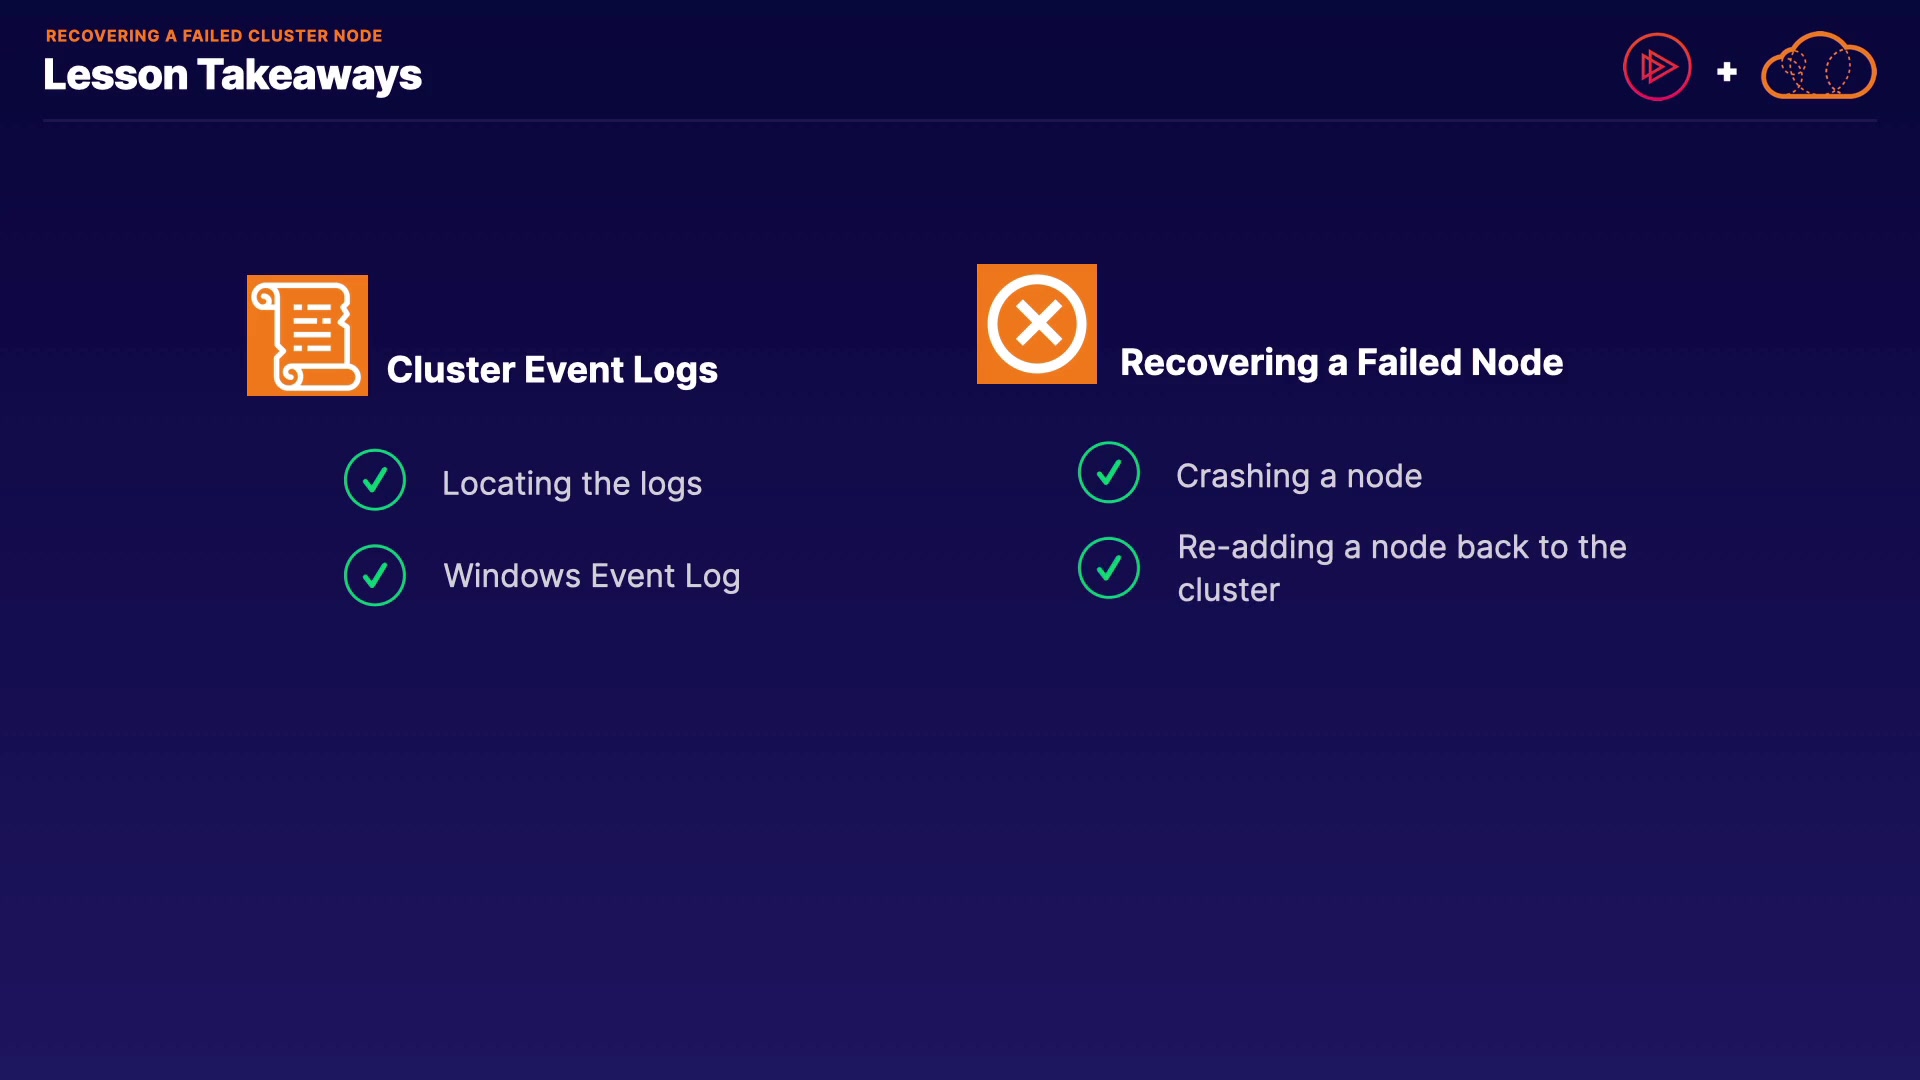 RECOVERING A FAILED CLUSTER NODE
Lesson Takeaways
Cluster Event Logs
Locating the logs
Windows Event Log
Recovering a Failed Node
Crashing a node
Re-adding a node back to the
cluster